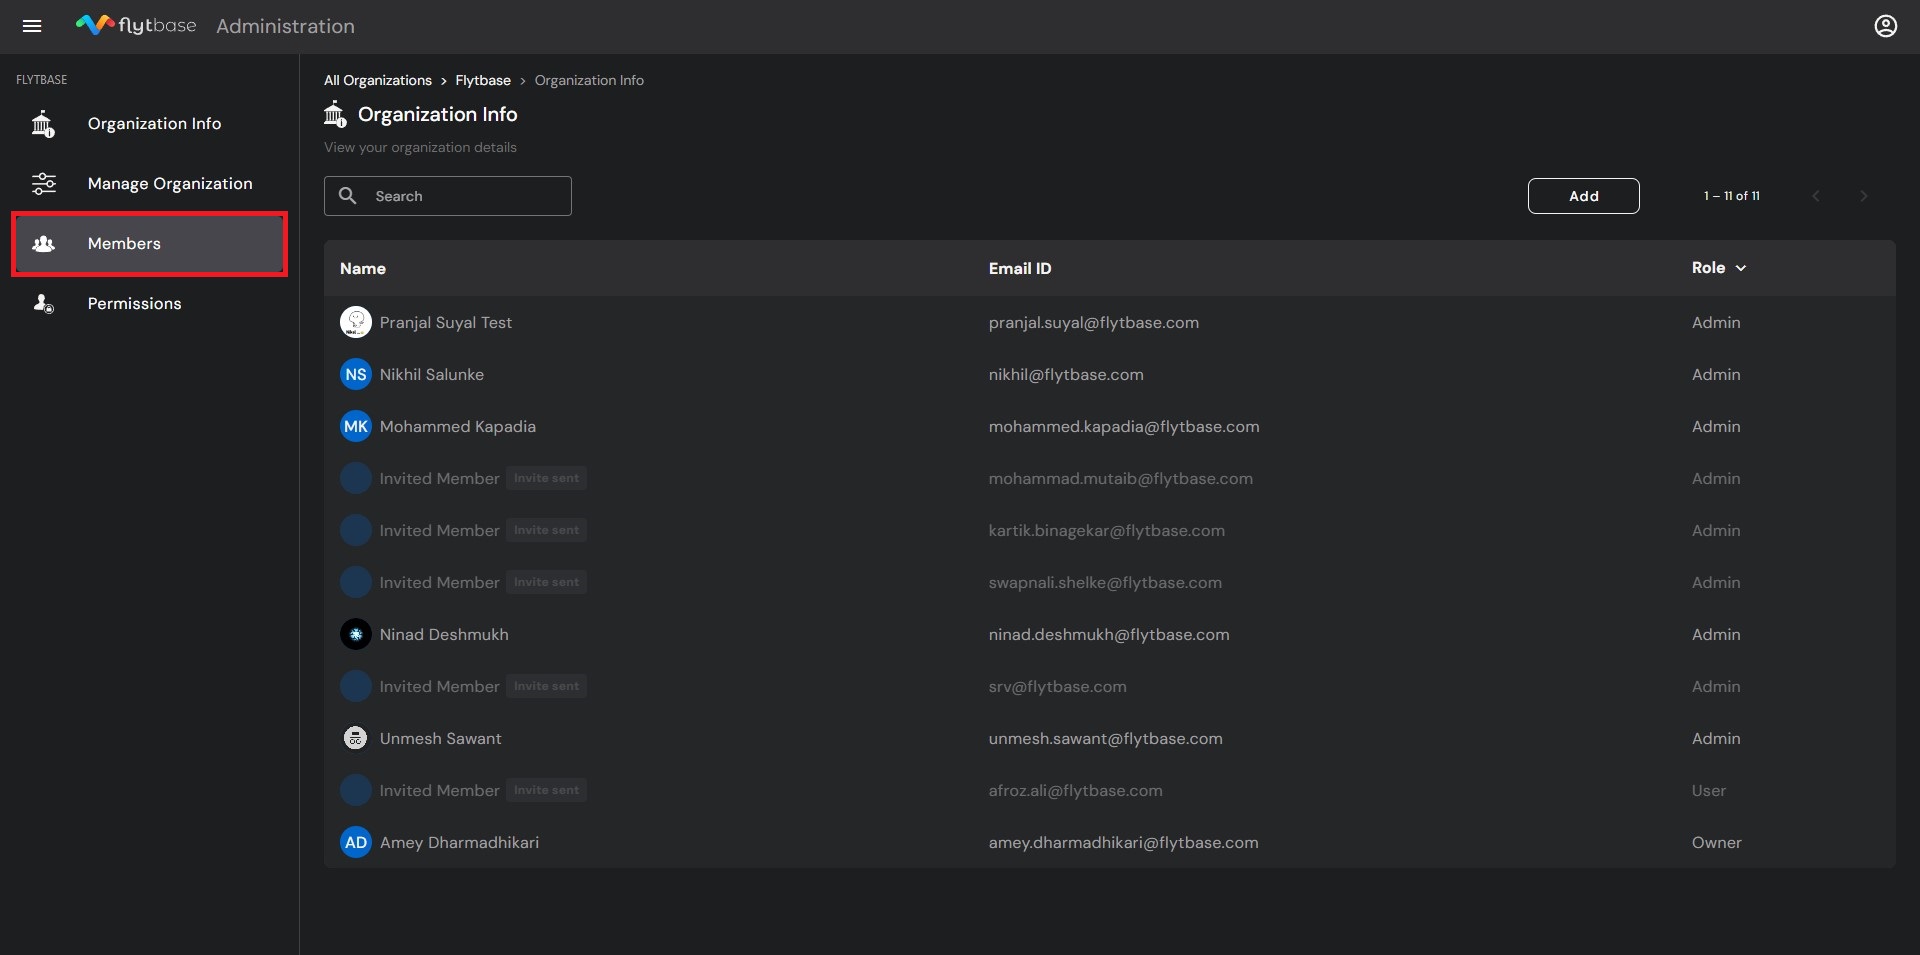 flytbase Administration
FLYTBASE
Organization Info
Manage Organization
Members
Permissions
All Organizations > Flytbase > Organization Info
Organization Info
View your organization details
Search
Add
1 – 11 of 11
Name Email ID Role
Pranjal Suyal Test pranjal.suyal@flytbase.com Admin
NS Nikhil Salunke nikhil@flytbase.com Admin
MK Mohammed Kapadia mohammed.kapadia@flytbase.com Admin
Invited Member Invite sent mohammad.mutaib@flytbase.com Admin
Invited Member Invite sent kartik.binagekar@flytbase.com Admin
Invited Member Invite sent swapnali.shelke@flytbase.com Admin
Ninad Deshmukh ninad.deshmukh@flytbase.com Admin
Invited Member Invite sent srv@flytbase.com Admin
Unmesh Sawant unmesh.sawant@flytbase.com Admin
Invited Member Invite sent afroz.ali@flytbase.com User
AD Amey Dharmadhikari amey.dharmadhikari@flytbase.com Owner